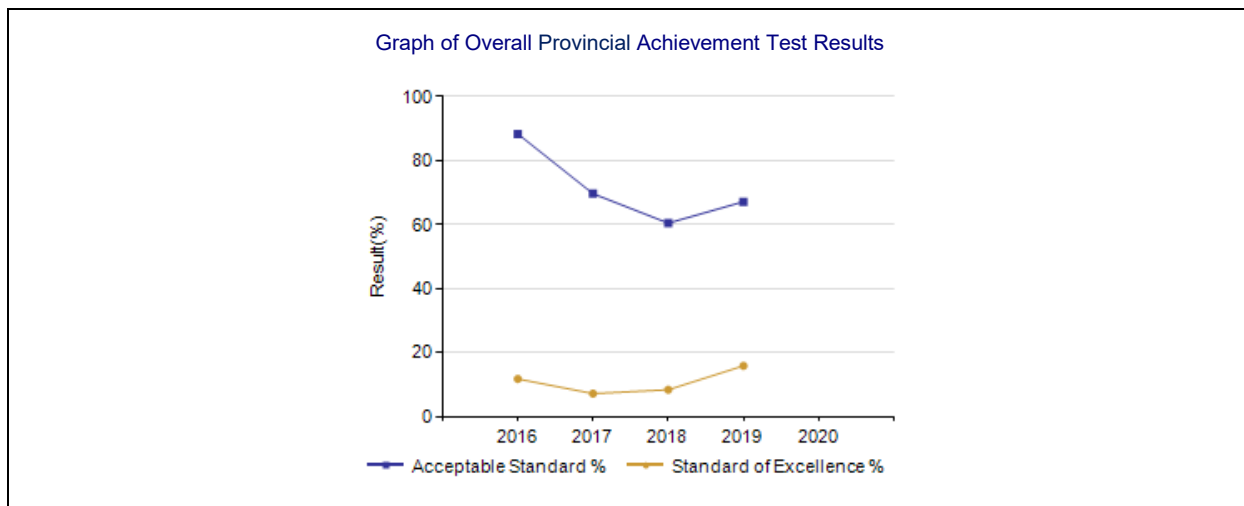 Graph of Overall Provincial Achievement Test Results
100
80
60
40
20
0
Result(%)
2016 2017 2018 2019 2020
Acceptable Standard % Standard of Excellence %